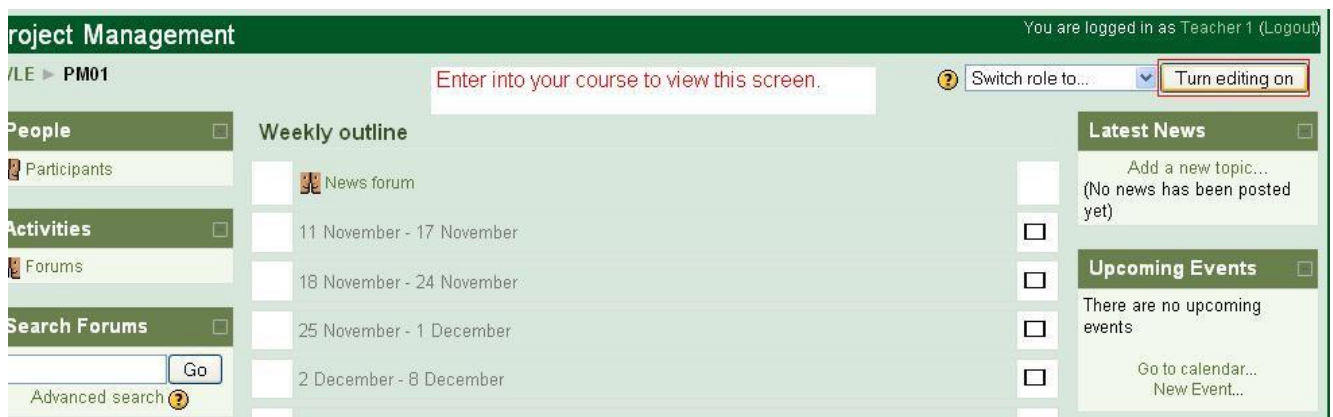 roject Management
You are logged in as Teacher 1 (Logout)
VLE ► PM01
Enter into your course to view this screen.
Switch role to...
Turn editing on
People
Participants
Activities
Forums
Search Forums
Go
Advanced search
Weekly outline
News forum
11 November - 17 November
18 November - 24 November
25 November - 1 December
2 December - 8 December
Latest News
Add a new topic...
(No news has been posted
yet)
Upcoming Events
There are no upcoming
events
Go to calendar...
New Event...